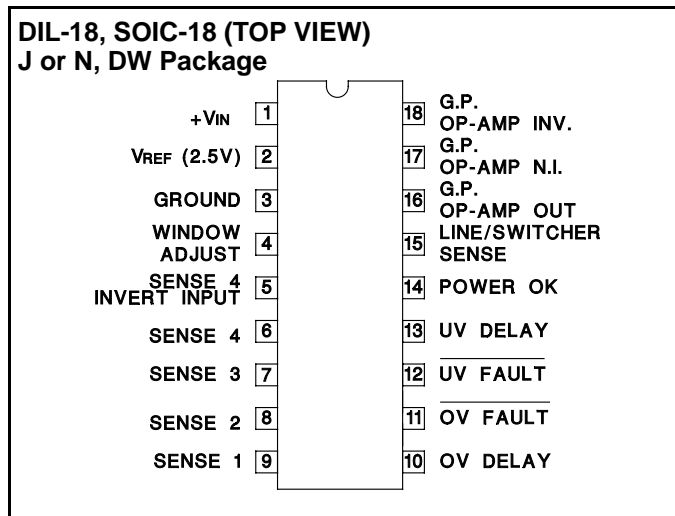 DIL-18, SOIC-18 (TOP VIEW)
J or N, DW Package
+VIN 1
VREF (2.5V) 2
GROUND 3
WINDOW
ADJUST 4
SENSE 4
INVERT INPUT 5
SENSE 4 6
SENSE 3 7
SENSE 2 8
SENSE 1 9
18 G.P.
OP-AMP INV.
17 G.P.
OP-AMP N.I.
16 G.P.
OP-AMP OUT
15 LINE/SWITCHER
SENSE
14 POWER OK
13 UV DELAY
12 UV FAULT
11 OV FAULT
10 OV DELAY